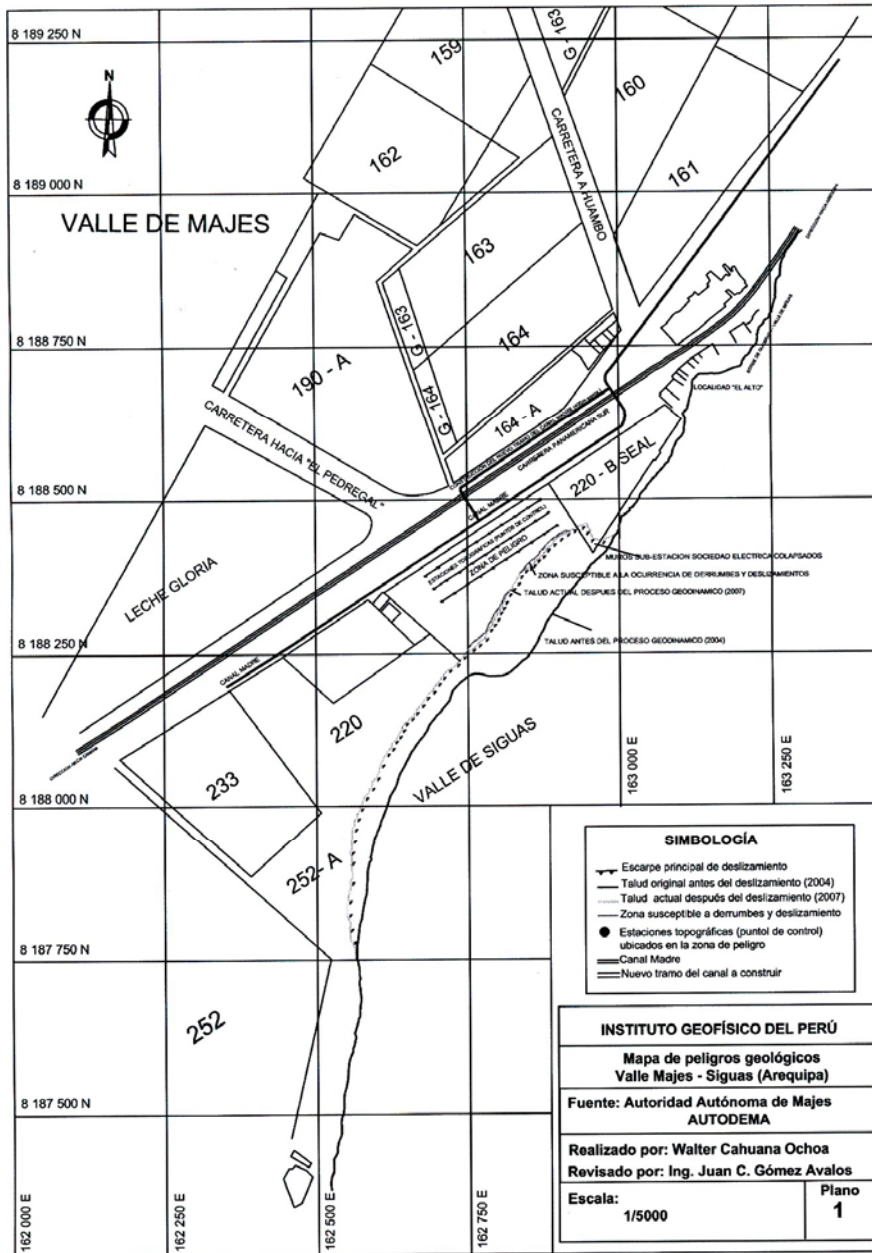 8 189 250 N
N
159
G - 163
160
CARRETERA A HUAMBO
162
161
8 189 000 N
VALLE DE MAJES
163
G - 163
8 188 750 N
164
190 - A
LOCALIDAD "EL ALTO"
G - 164
164 - A
CARRETERA HACIA "EL PEDREGAL"
CARRETERA PANAMERICANA SUR
220 - B SEAL
8 188 500 N
CANAL MADRE
ESTACIONES TOPOGRAFICAS (PUNTOS DE CONTROL)
ZONA DE PELIGRO
MUROS SUB-ESTACION SOCIEDAD ELECTRICA COLAPSADOS
ZONA SUSCEPTIBLE A LA OCURRENCIA DE DERRUMBES Y DESLIZAMIENTOS
TALUD ACTUAL DESPUES DEL PROCESO GEODINAMICO (2007)
LECHE GLORIA
TALUD ANTES DEL PROCESO GEODINAMICO (2004)
8 188 250 N
CANAL MADRE
220
VALLE DE SIGUAS
163 000 E
163 250 E
233
8 188 000 N
252- A
8 187 750 N
252
8 187 500 N
162 000 E
162 250 E
162 500 E
162 750 E
SIMBOLOGÍA
Escarpe principal de deslizamiento
Talud original antes del deslizamiento (2004)
Talud actual después del deslizamiento (2007)
Zona susceptible a derrumbes y deslizamiento
Estaciones topográficas (puntol de control)
ubicados en la zona de peligro
Canal Madre
Nuevo tramo del canal a construir
INSTITUTO GEOFÍSICO DEL PERÚ
Mapa de peligros geológicos
Valle Majes - Siguas (Arequipa)
Fuente: Autoridad Autónoma de Majes
AUTODEMA
Realizado por: Walter Cahuana Ochoa
Revisado por: Ing. Juan C. Gómez Avalos
Escala:
1/5000
Plano
1